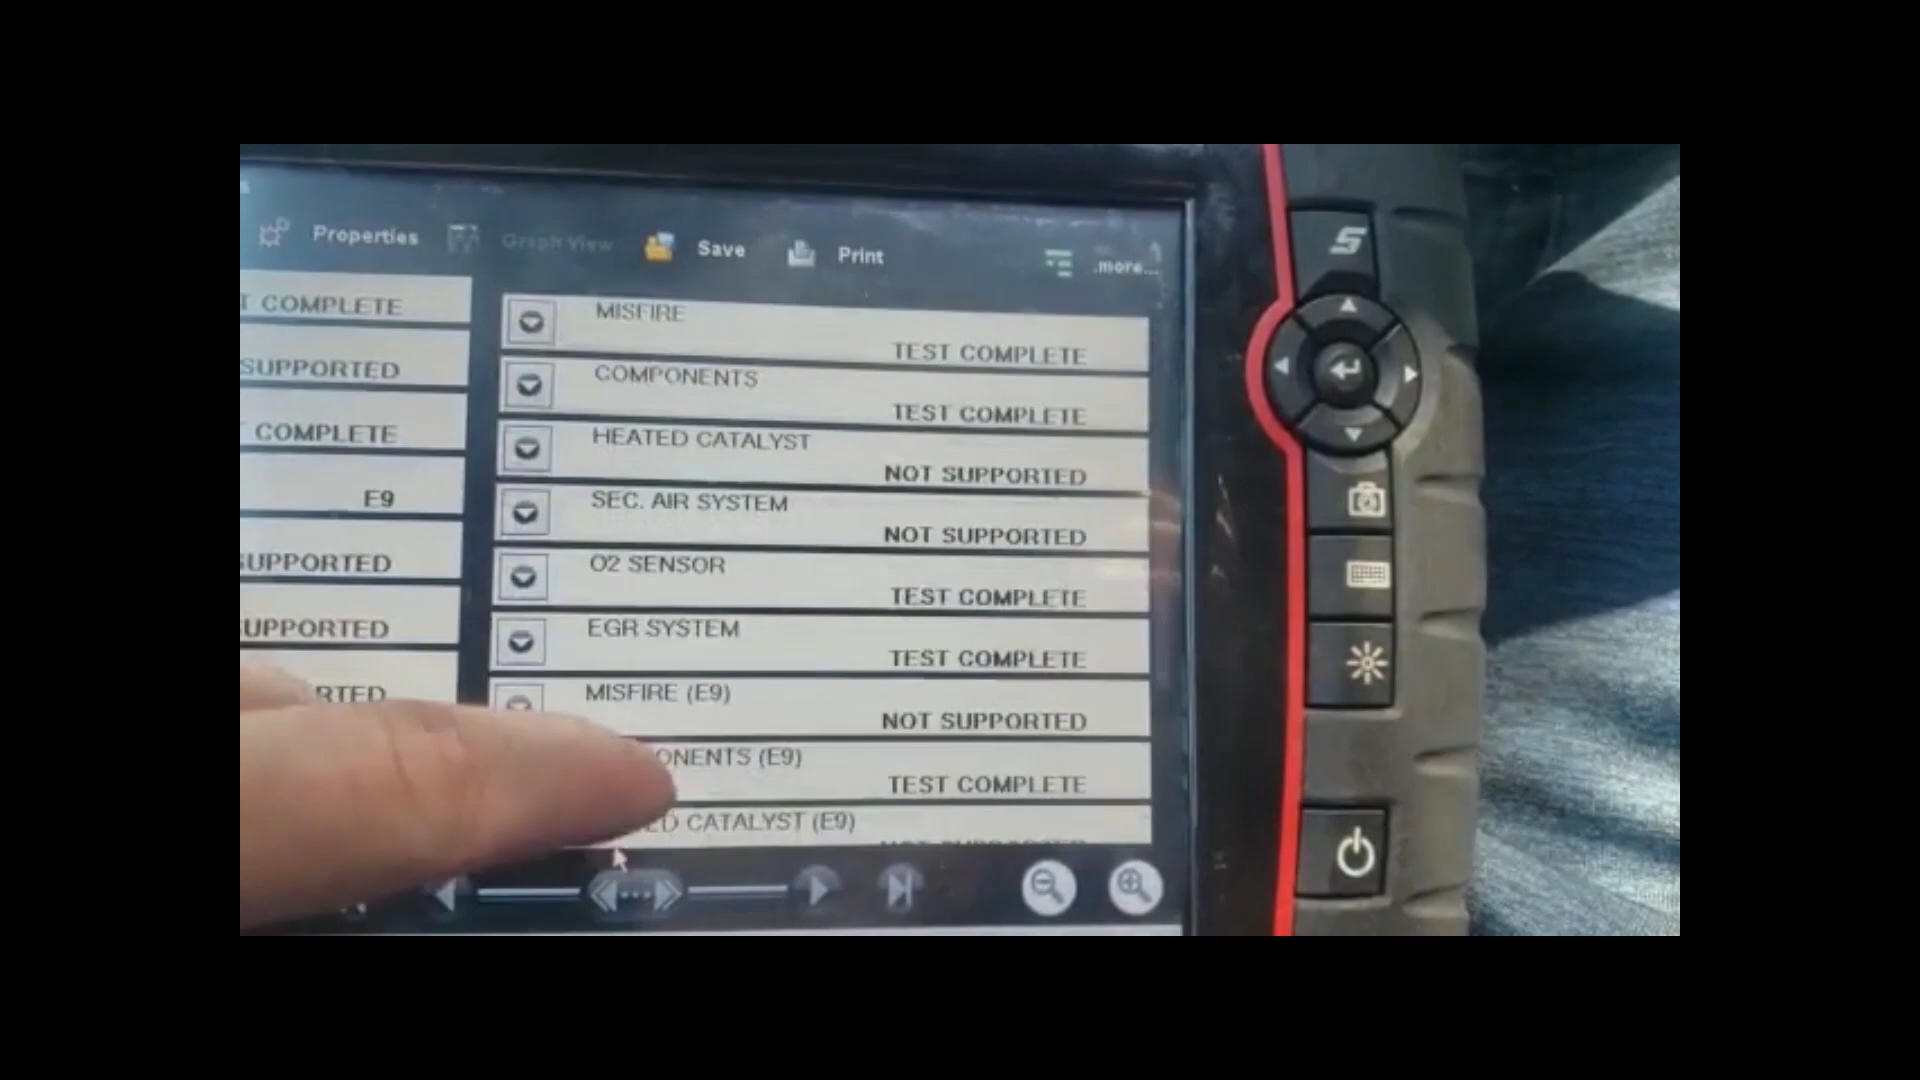 Properties
Graph View
Save
Print
.more...
T COMPLETE
SUPPORTED
COMPLETE
E9
SUPPORTED
UPPORTED
RTED
MISFIRE
TEST COMPLETE
COMPONENTS
TEST COMPLETE
HEATED CATALYST
NOT SUPPORTED
SEC. AIR SYSTEM
NOT SUPPORTED
O2 SENSOR
TEST COMPLETE
EGR SYSTEM
TEST COMPLETE
MISFIRE (E9)
NOT SUPPORTED
ONENTS (E9)
TEST COMPLETE
ED CATALYST (E9)
S